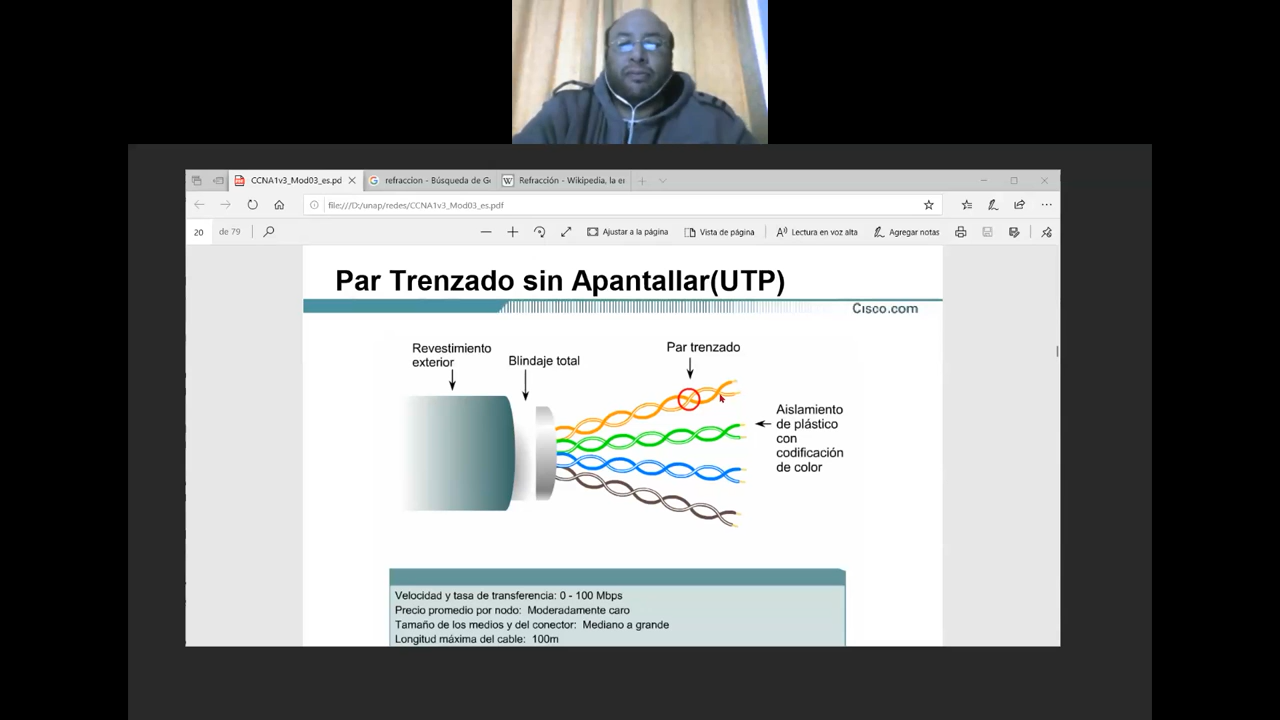 CCNA1v3_Mod03_es.pd
refraccion - Búsqueda de G
W Refracción - Wikipedia, la en
file:///D:/unap/redes/CCNA1v3_Mod03_es.pdf
20 de 79
Ajustar a la página
Vista de página
Lectura en voz alta
Agregar notas
Par Trenzado sin Apantallar(UTP)
Cisco.com
Revestimiento
exterior
Blindaje total
Par trenzado
Aislamiento
de plástico
con
codificación
de color
Velocidad y tasa de transferencia: 0 - 100 Mbps
Precio promedio por nodo: Moderadamente caro
Tamaño de los medios y del conector: Mediano a grande
Longitud máxima del cable: 100m